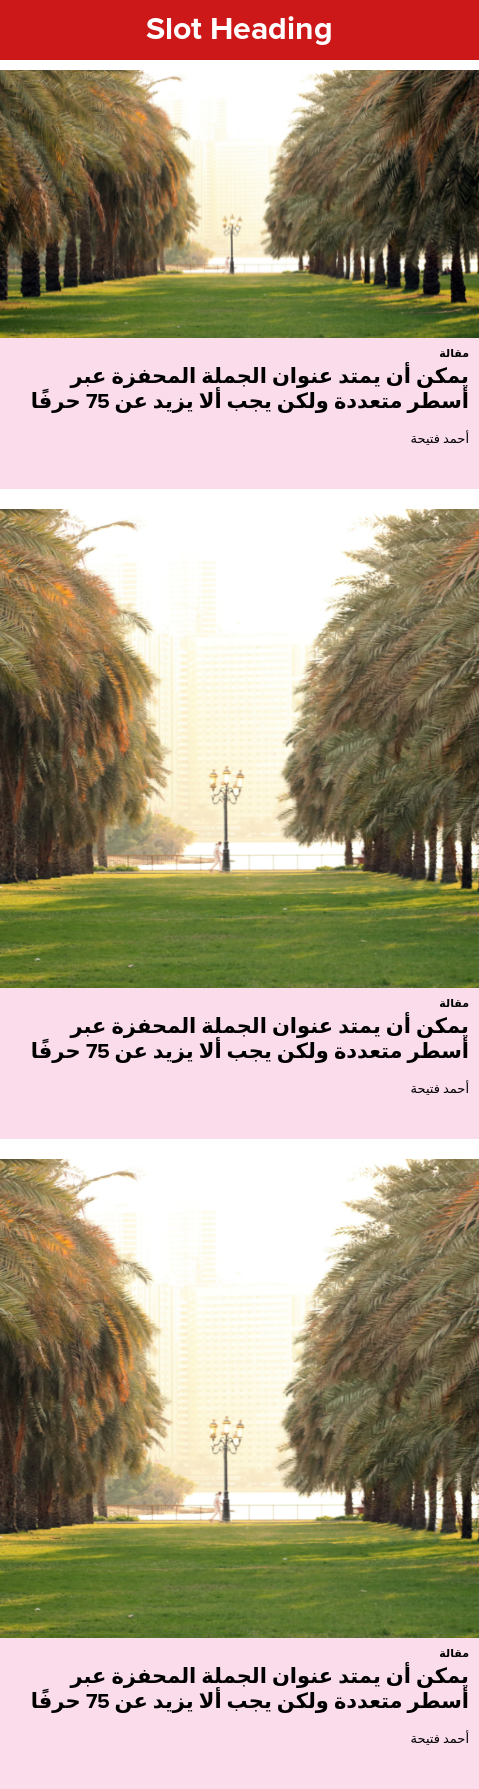 Slot Heading
مقالة
يمكن أن يمتد عنوان الجملة المحفزة عبر
أسطر متعددة ولكن يجب ألا يزيد عن 75 حرفًا
أحمد فتيحة
مقالة
يمكن أن يمتد عنوان الجملة المحفزة عبر
أسطر متعددة ولكن يجب ألا يزيد عن 75 حرفًا
أحمد فتيحة
مقالة
يمكن أن يمتد عنوان الجملة المحفزة عبر
أسطر متعددة ولكن يجب ألا يزيد عن 75 حرفًا
أحمد فتيحة